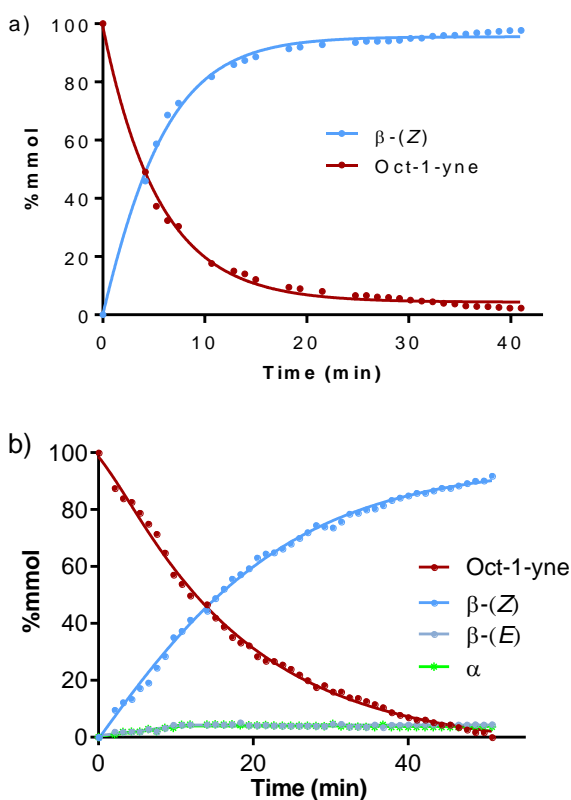 a)
100
80
60
40
20
0
%mmol
β-(Z)
Oct-1-yne
0 10 20 30 40
Time (min)
b)
100
80
60
40
20
0
%mmol
Oct-1-yne
β-(Z)
β-(E)
α
0 20 40
Time (min)